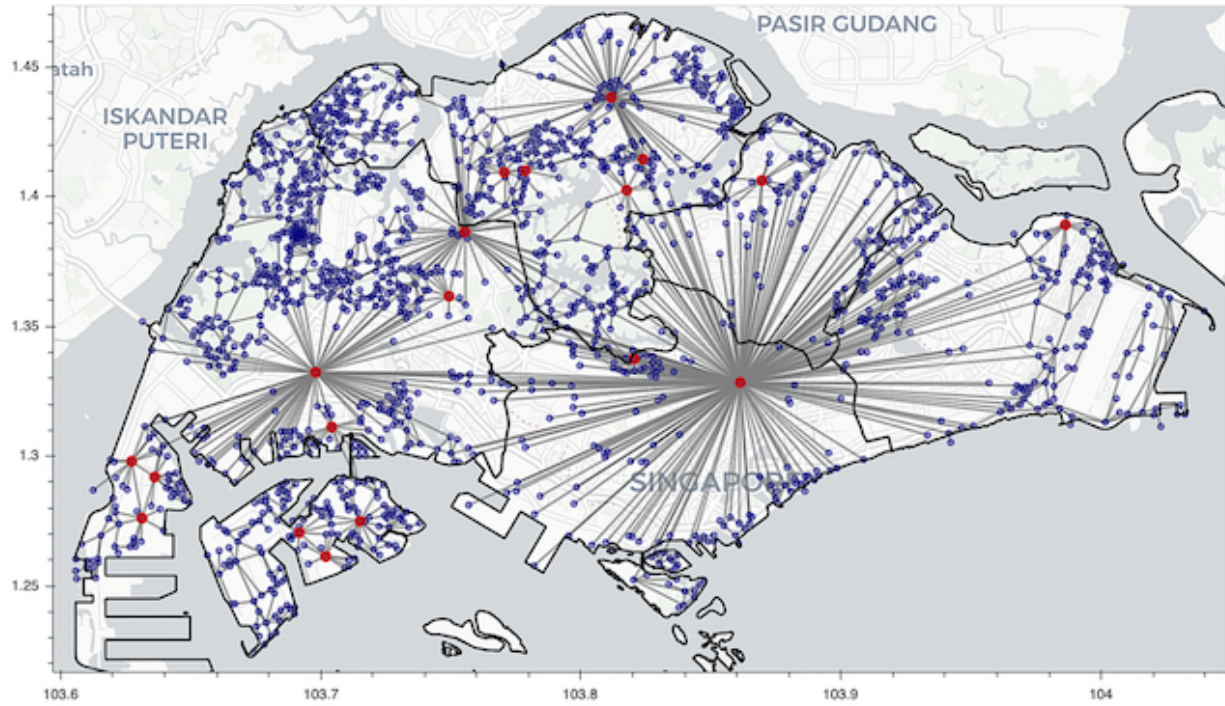 PASIR GUDANG
1.45
atah
ISKANDAR
PUTERI
1.4
1.35
1.3
SINGAPORE
1.25
103.6
103.7
103.8
103.9
104